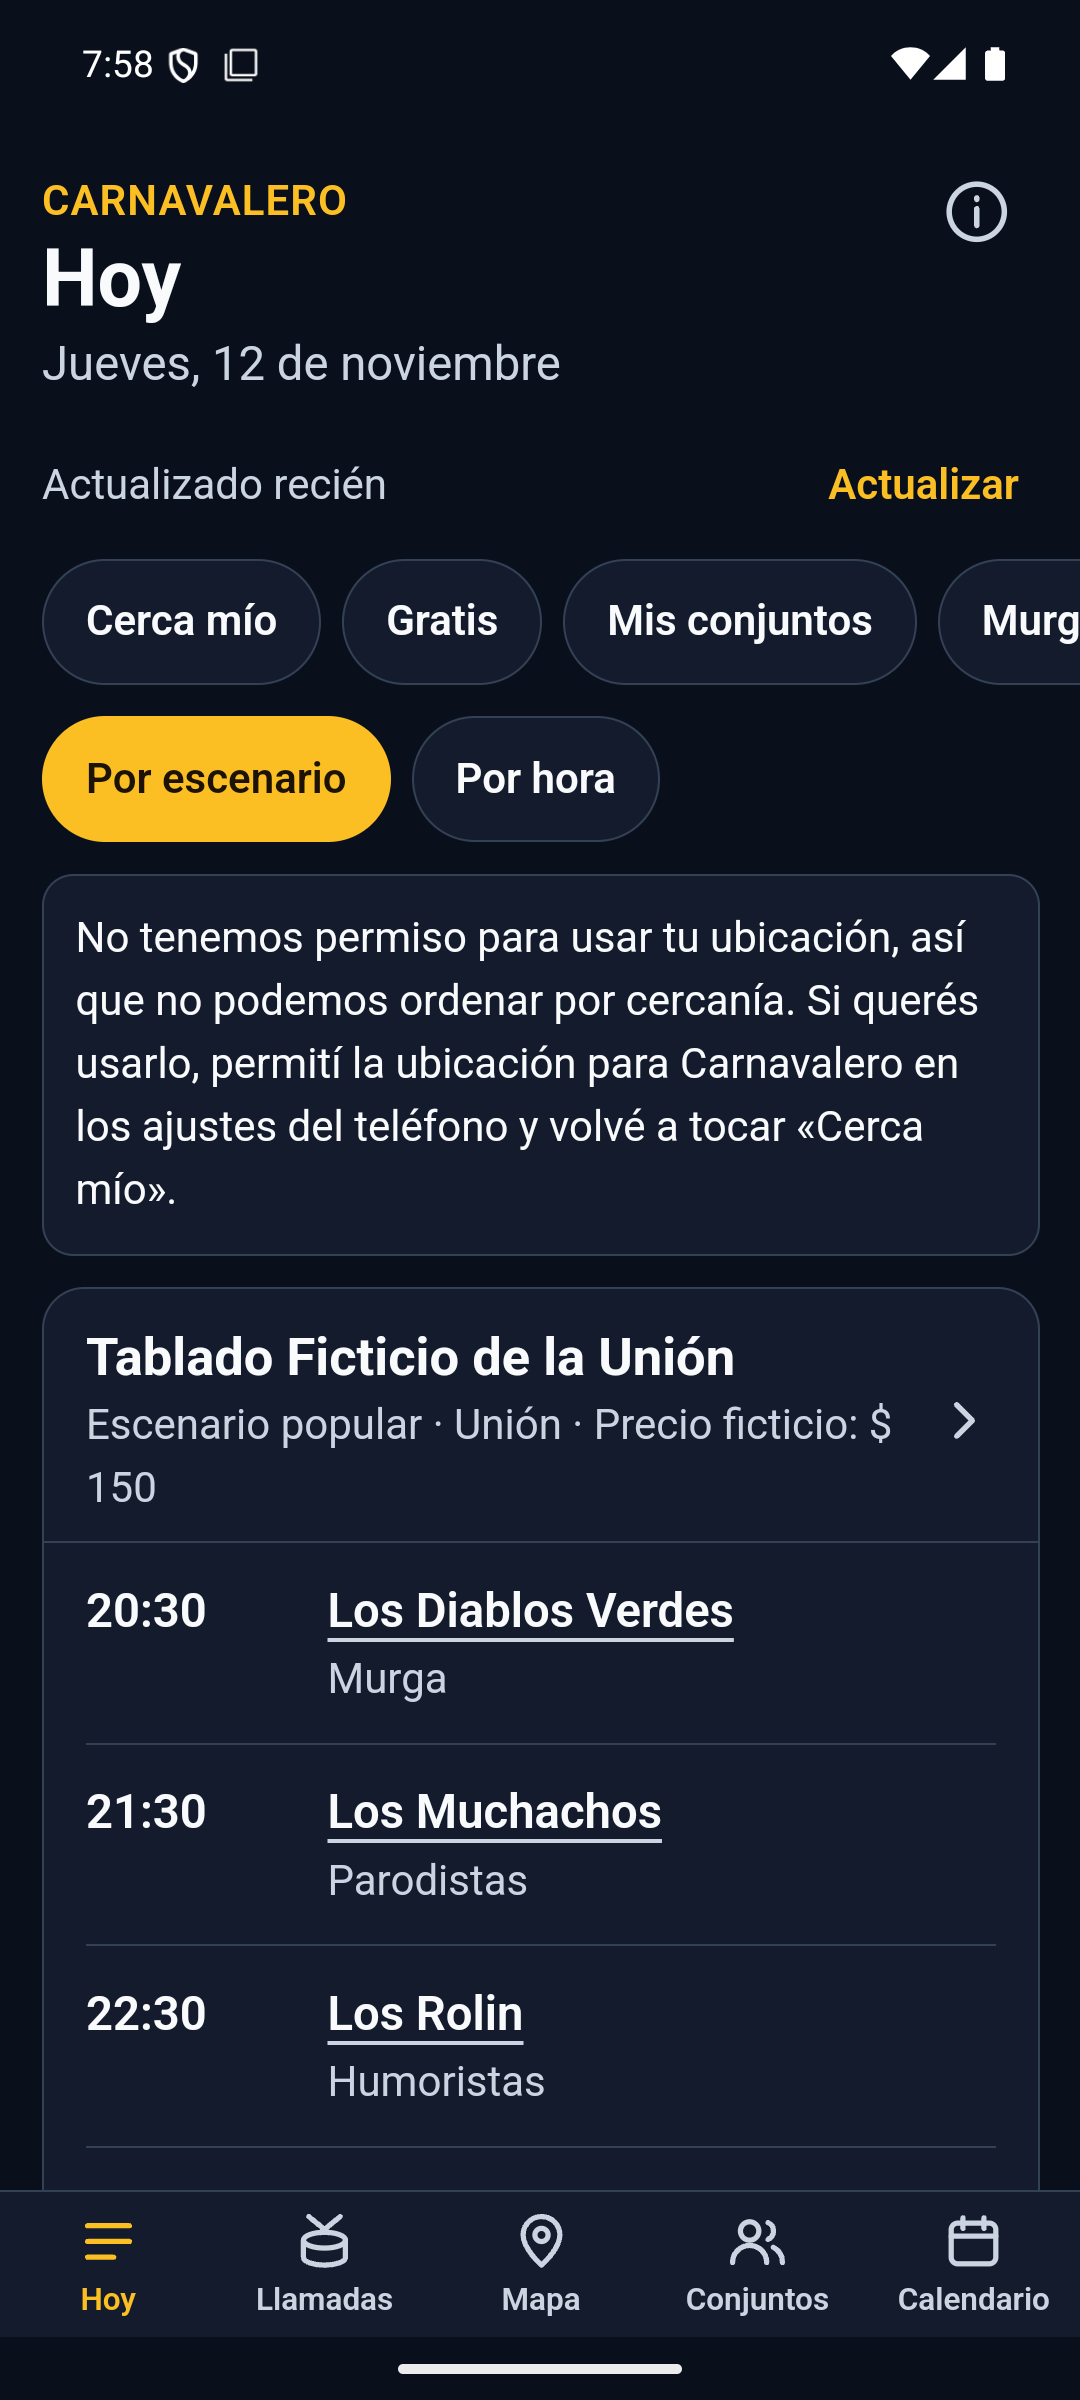 7:58
CARNAVALERO
Hoy
Jueves, 12 de noviembre
Actualizado recién
Actualizar
Cerca mío
Gratis
Mis conjuntos
Murg
Por escenario
Por hora
No tenemos permiso para usar tu ubicación, así
que no podemos ordenar por cercanía. Si querés
usarlo, permití la ubicación para Carnavalero en
los ajustes del teléfono y volvé a tocar «Cerca
mío».
Tablado Ficticio de la Unión
Escenario popular · Unión · Precio ficticio: $
150
20:30
Los Diablos Verdes
Murga
21:30
Los Muchachos
Parodistas
22:30
Los Rolin
Humoristas
Hoy
Llamadas
Mapa
Conjuntos
Calendario